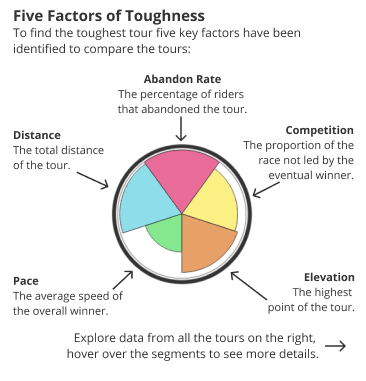 Five Factors of Toughness
To find the toughest tour five key factors have been
identified to compare the tours:
Abandon Rate
The percentage of riders
that abandoned the tour.
Distance
The total distance
of the tour.
Competition
The proportion of the
race not led by the
eventual winner.
Pace
The average speed of
the overall winner.
Elevation
The highest
point of the tour.
Explore data from all the tours on the right,
hover over the segments to see more details.